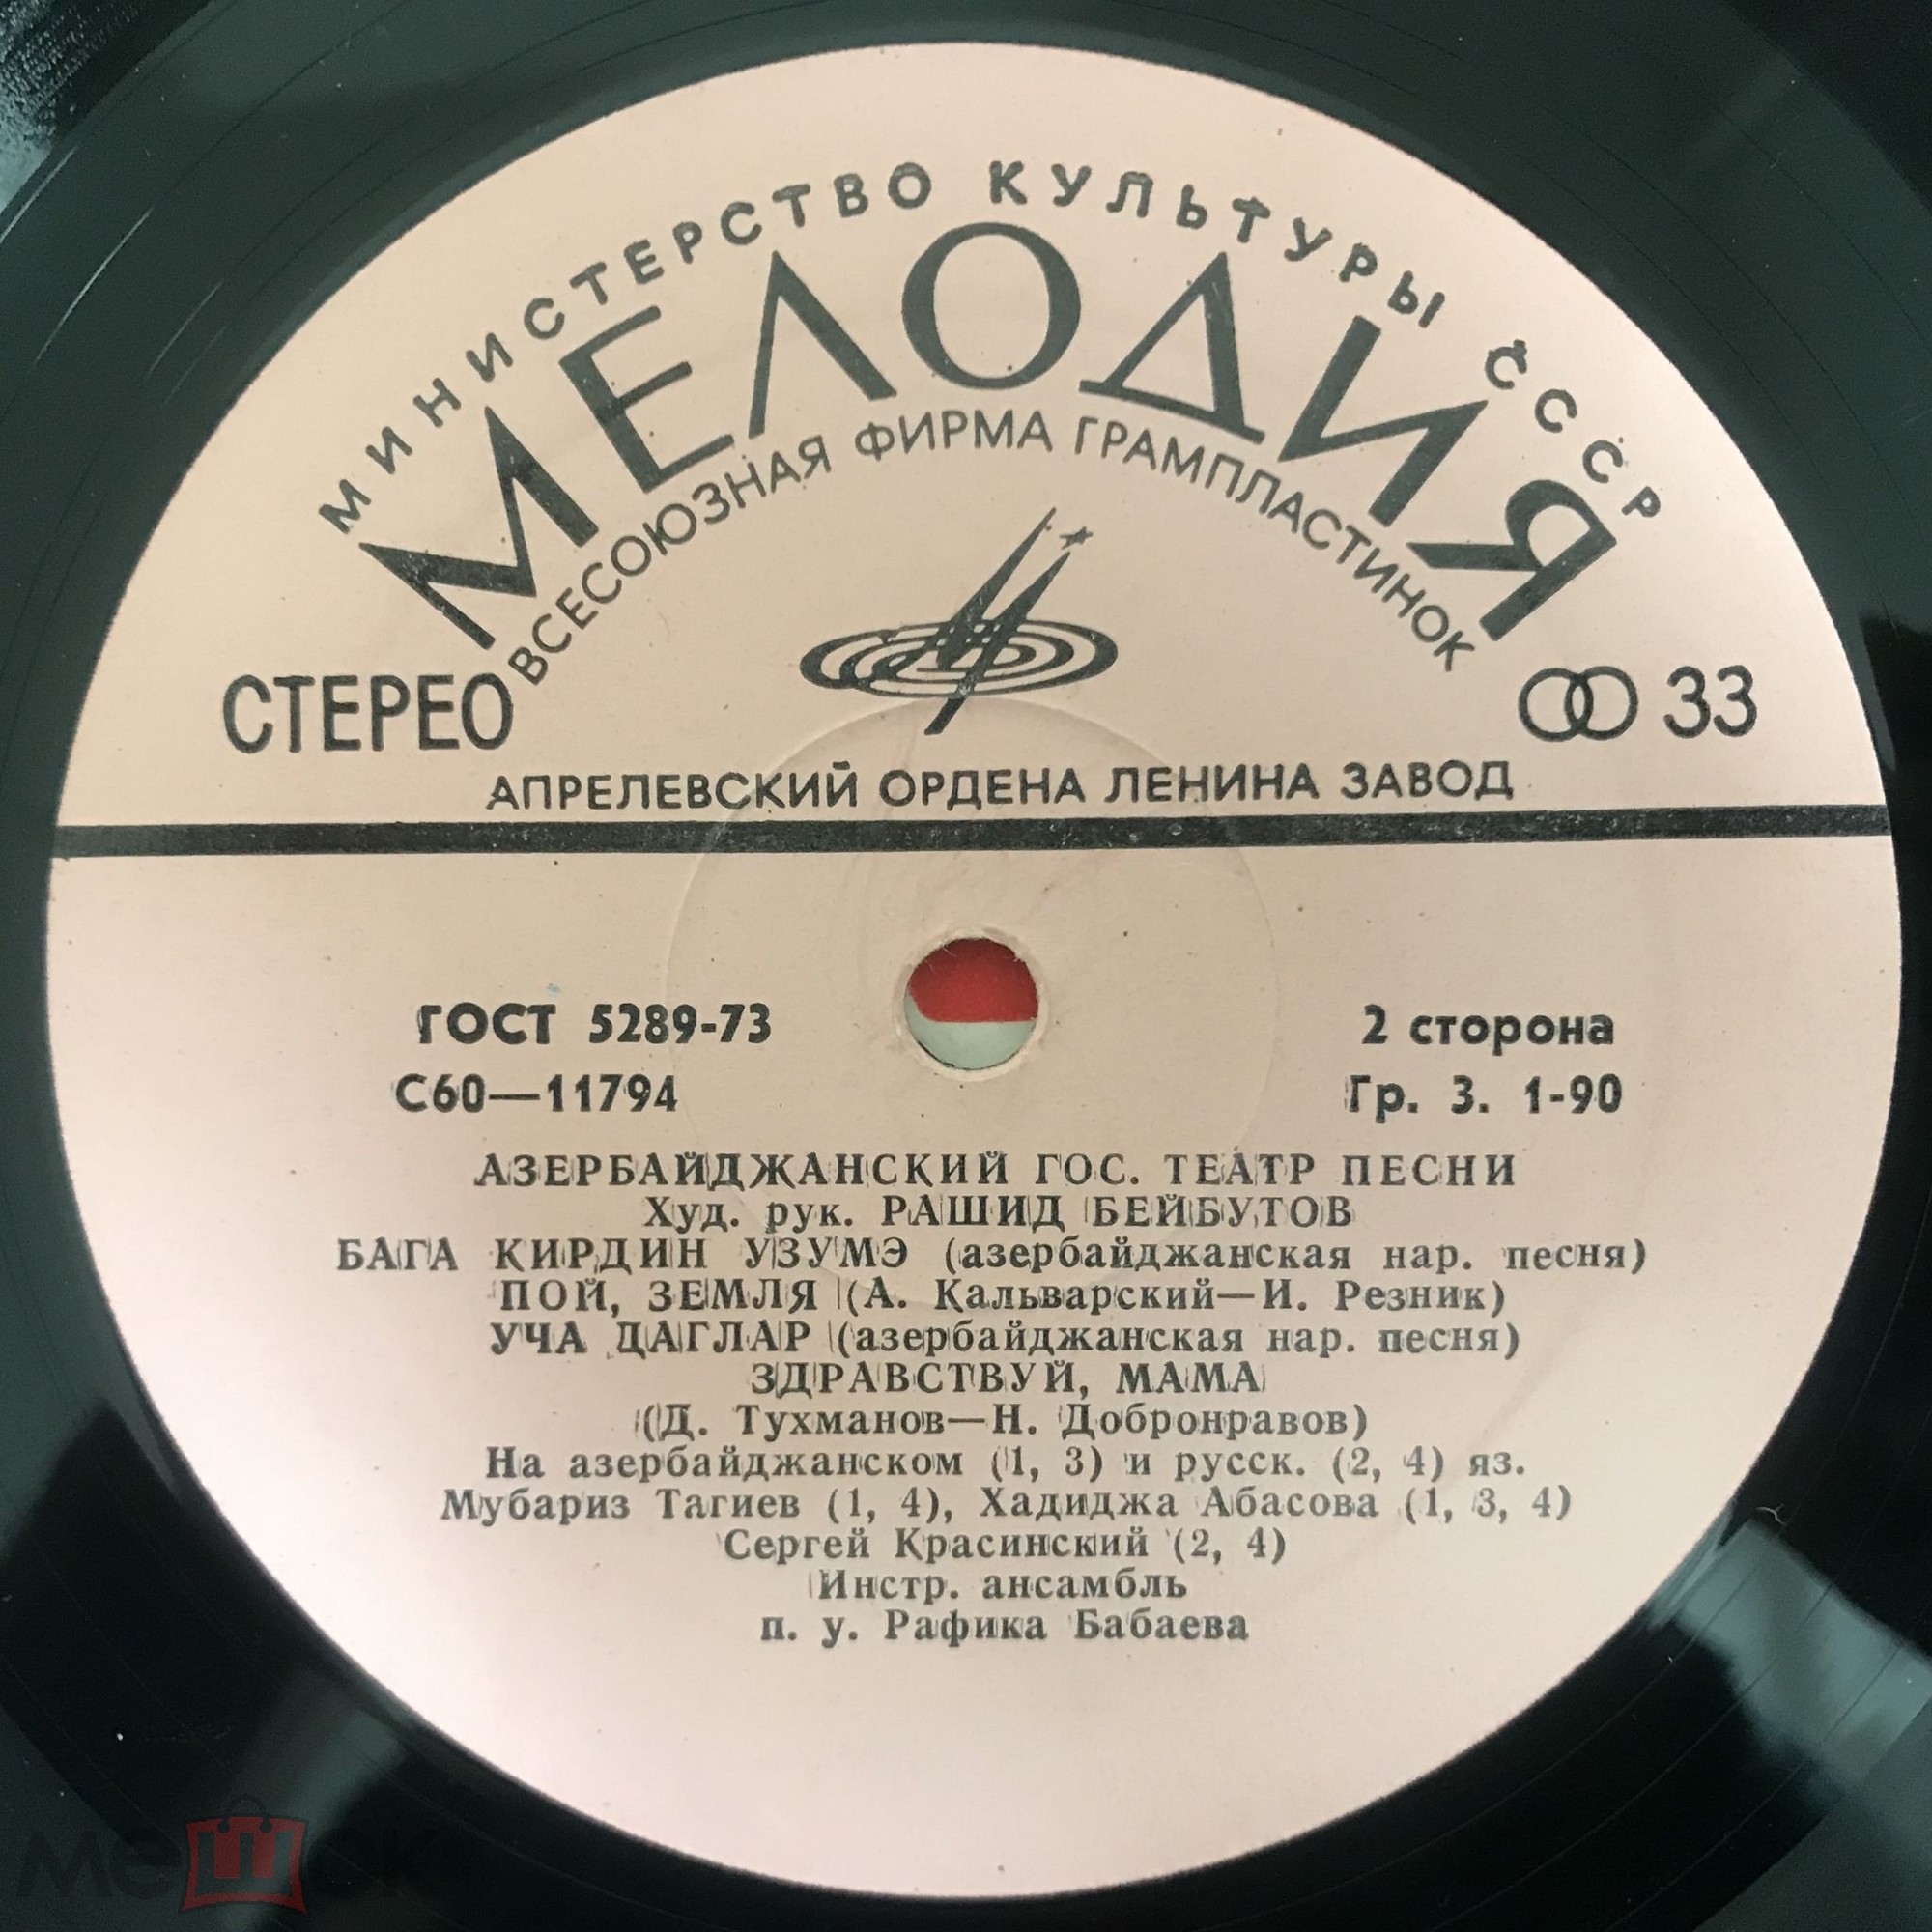 МИНИСТЕРСТВО КУЛЬТУРЫ СССР
МЕЛОДИЯ
ВСЕСОЮЗНАЯ ФИРМА ГРАМПЛАСТИНОК
СТЕРЕО 33
АПРЕЛЕВСКИЙ ОРДЕНА ЛЕНИНА ЗАВОД
ГОСТ 5289-73 2 сторона
С60—11794 Гр. 3. 1-90
АЗЕРБАЙДЖАНСКИЙ ГОС. ТЕАТР ПЕСНИ
Худ. рук. РАШИД БЕЙБУТОВ
БАГА КИРДИН УЗУМЭ (азербайджанская нар. песня)
ПОЙ, ЗЕМЛЯ (А. Кальварский—И. Резник)
УЧА ДАГЛАР (азербайджанская нар. песня)
ЗДРАВСТВУЙ, МАМА
(Д. Тухманов—Н. Добронравов)
На азербайджанском (1, 3) и русск. (2, 4) яз.
Мубариз Тагиев (1, 4), Хадиджа Абасова (1, 3, 4)
Сергей Красинский (2, 4)
Инстр. ансамбль
п. у. Рафика Бабаева
мешок